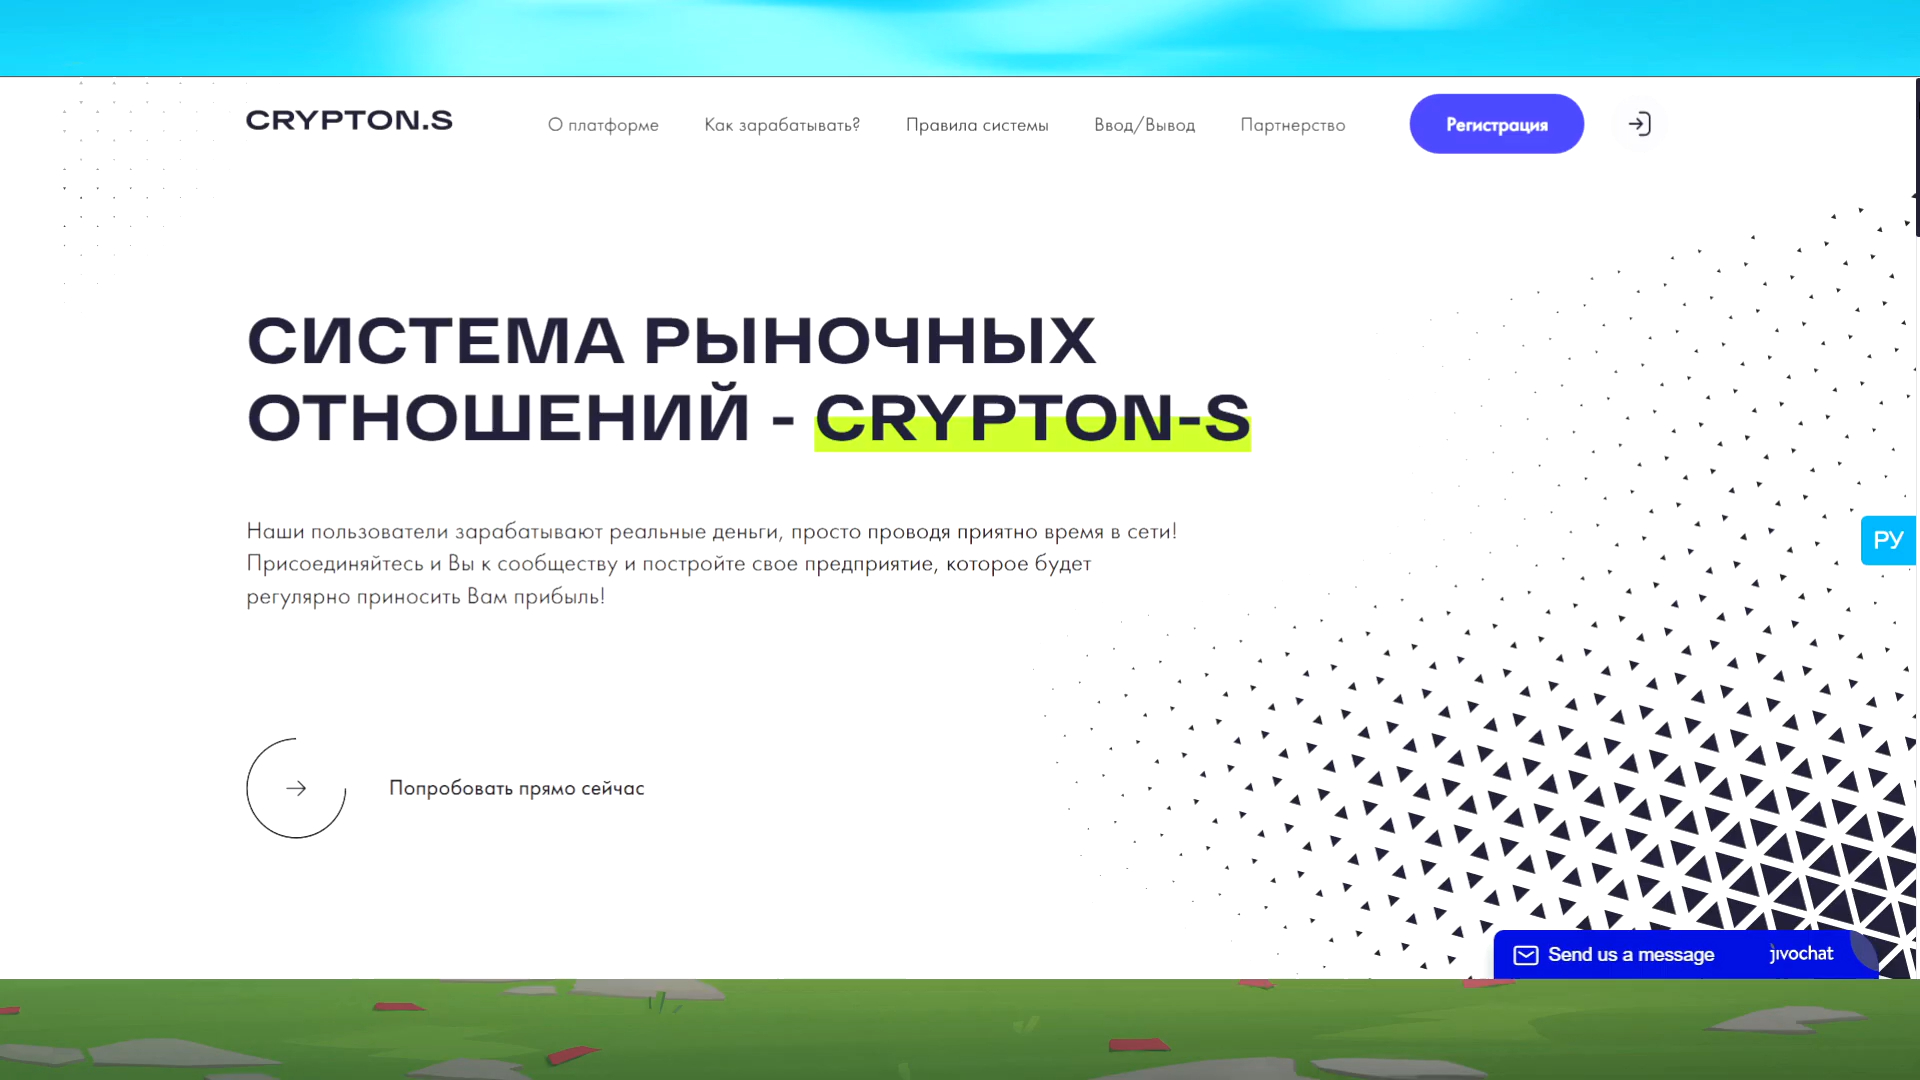 CRYPTON.S
О платформе
Как зарабатывать?
Правила системы
Ввод/Вывод
Партнерство
Регистрация
СИСТЕМА РЫНОЧНЫХ
ОТНОШЕНИЙ - CRYPTON-S
Наши пользователи зарабатывают реальные деньги, просто проводя приятно время в сети!
Присоединяйтесь и Вы к сообществу и постройте свое предприятие, которое будет
регулярно приносить Вам прибыль!
РУ
Попробовать прямо сейчас
Send us a message
jivochat